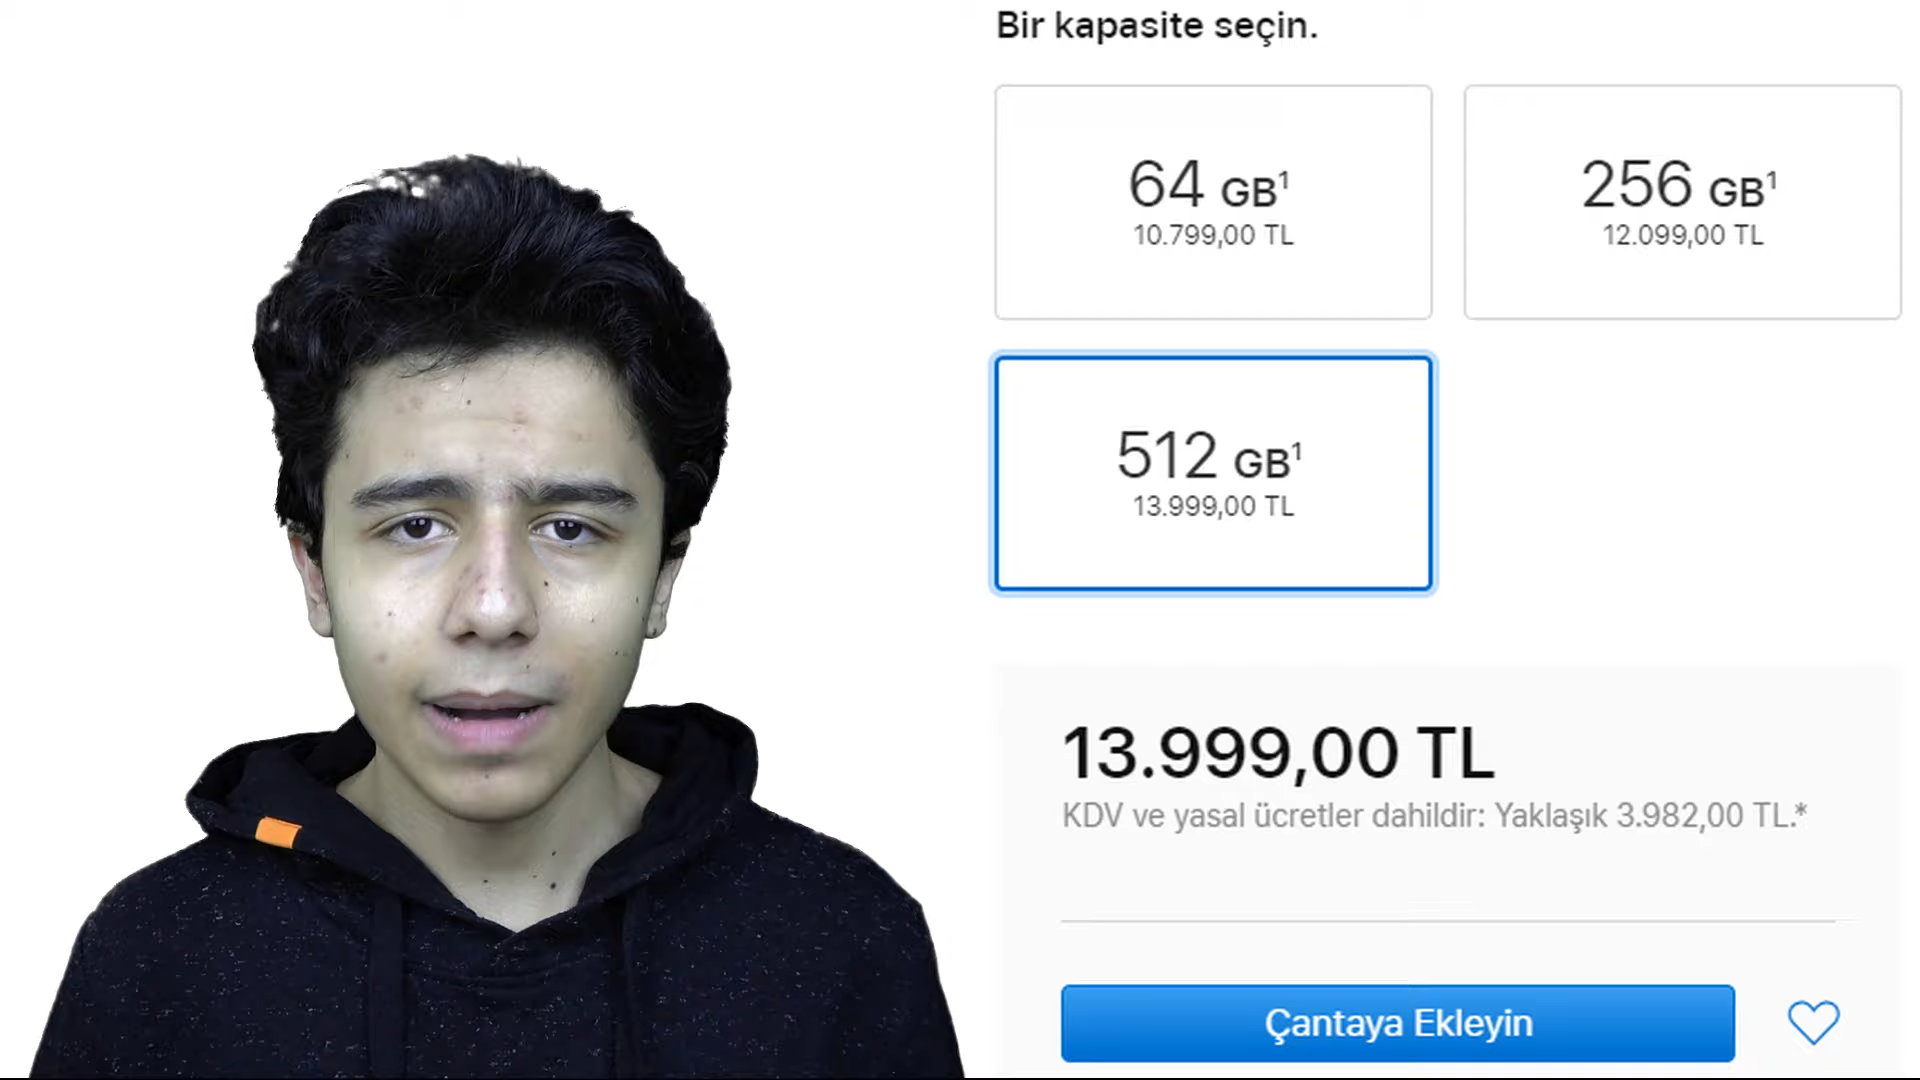 Bir kapasite seçin.
64 GB¹
10.799,00 TL
256 GB¹
12.099,00 TL
512 GB¹
13.999,00 TL
13.999,00 TL
KDV ve yasal ücretler dahildir: Yaklaşık 3.982,00 TL.*
Çantaya Ekleyin